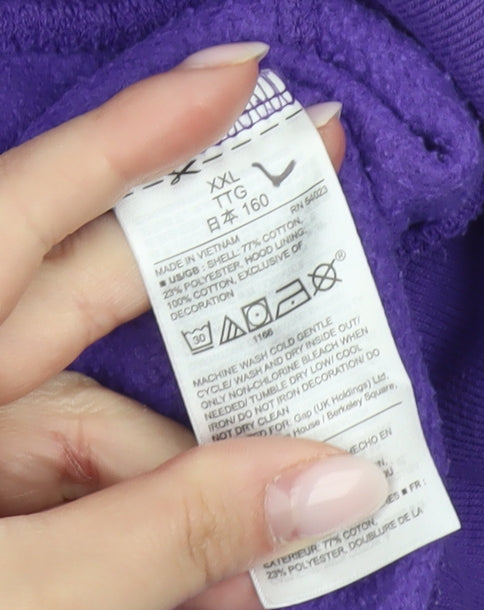 XXL
TTG
日本 160
RN 54023
MADE IN VIETNAM
■ US/GB : SHELL: 77% COTTON,
23% POLYESTER, HOOD LINING:
100% COTTON, EXCLUSIVE OF
DECORATION
30
1166
®
MACHINE WASH COLD GENTLE
CYCLE/ WASH AND DRY INSIDE OUT/
ONLY NON-CHLORINE BLEACH WHEN
NEEDED/ TUMBLE DRY LOW/ COOL
IRON/ DO NOT IRON DECORATION/ DO
NOT DRY CLEAN
FOR: Gap (UK Holdings) Ltd,
House / Berkeley Square,
HECHO EN
■ FR :
EXTÉRIEUR: 77% COTON,
23% POLYESTER, DOUBLURE DE LA